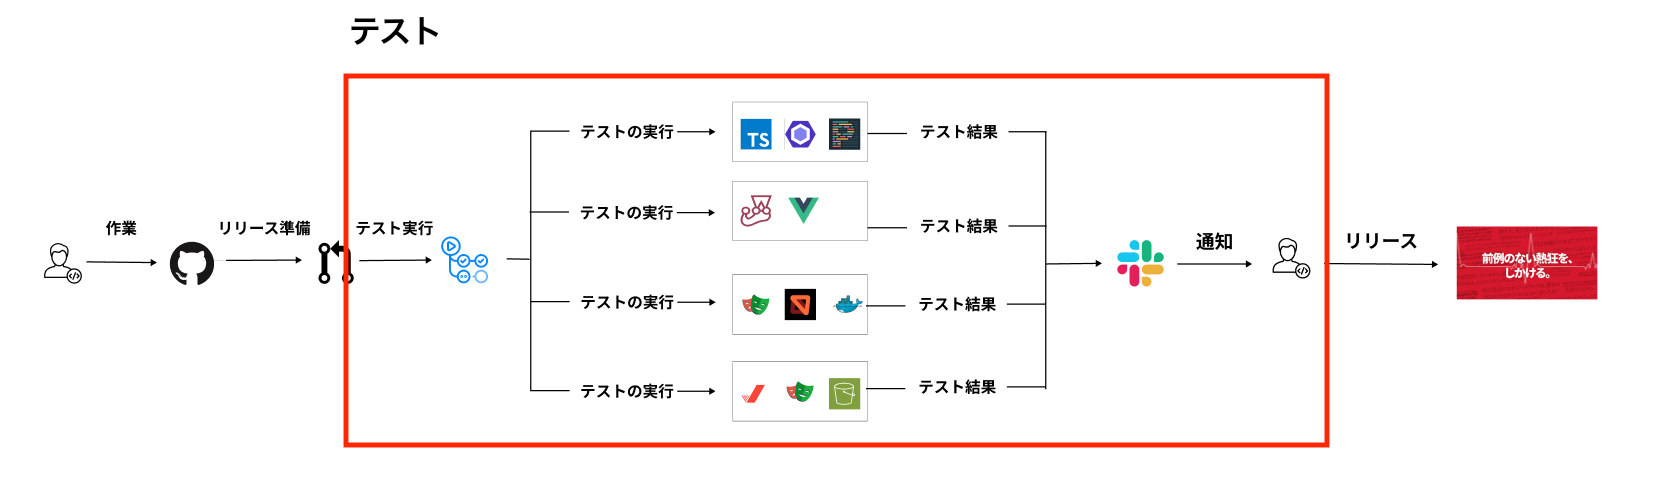 テスト
作業
リリース準備
テスト実行
テストの実行
TS
テスト結果
テストの実行
テスト結果
テストの実行
テスト結果
テストの実行
テスト結果
通知
リリース
前例のない熱狂を、
しかける。